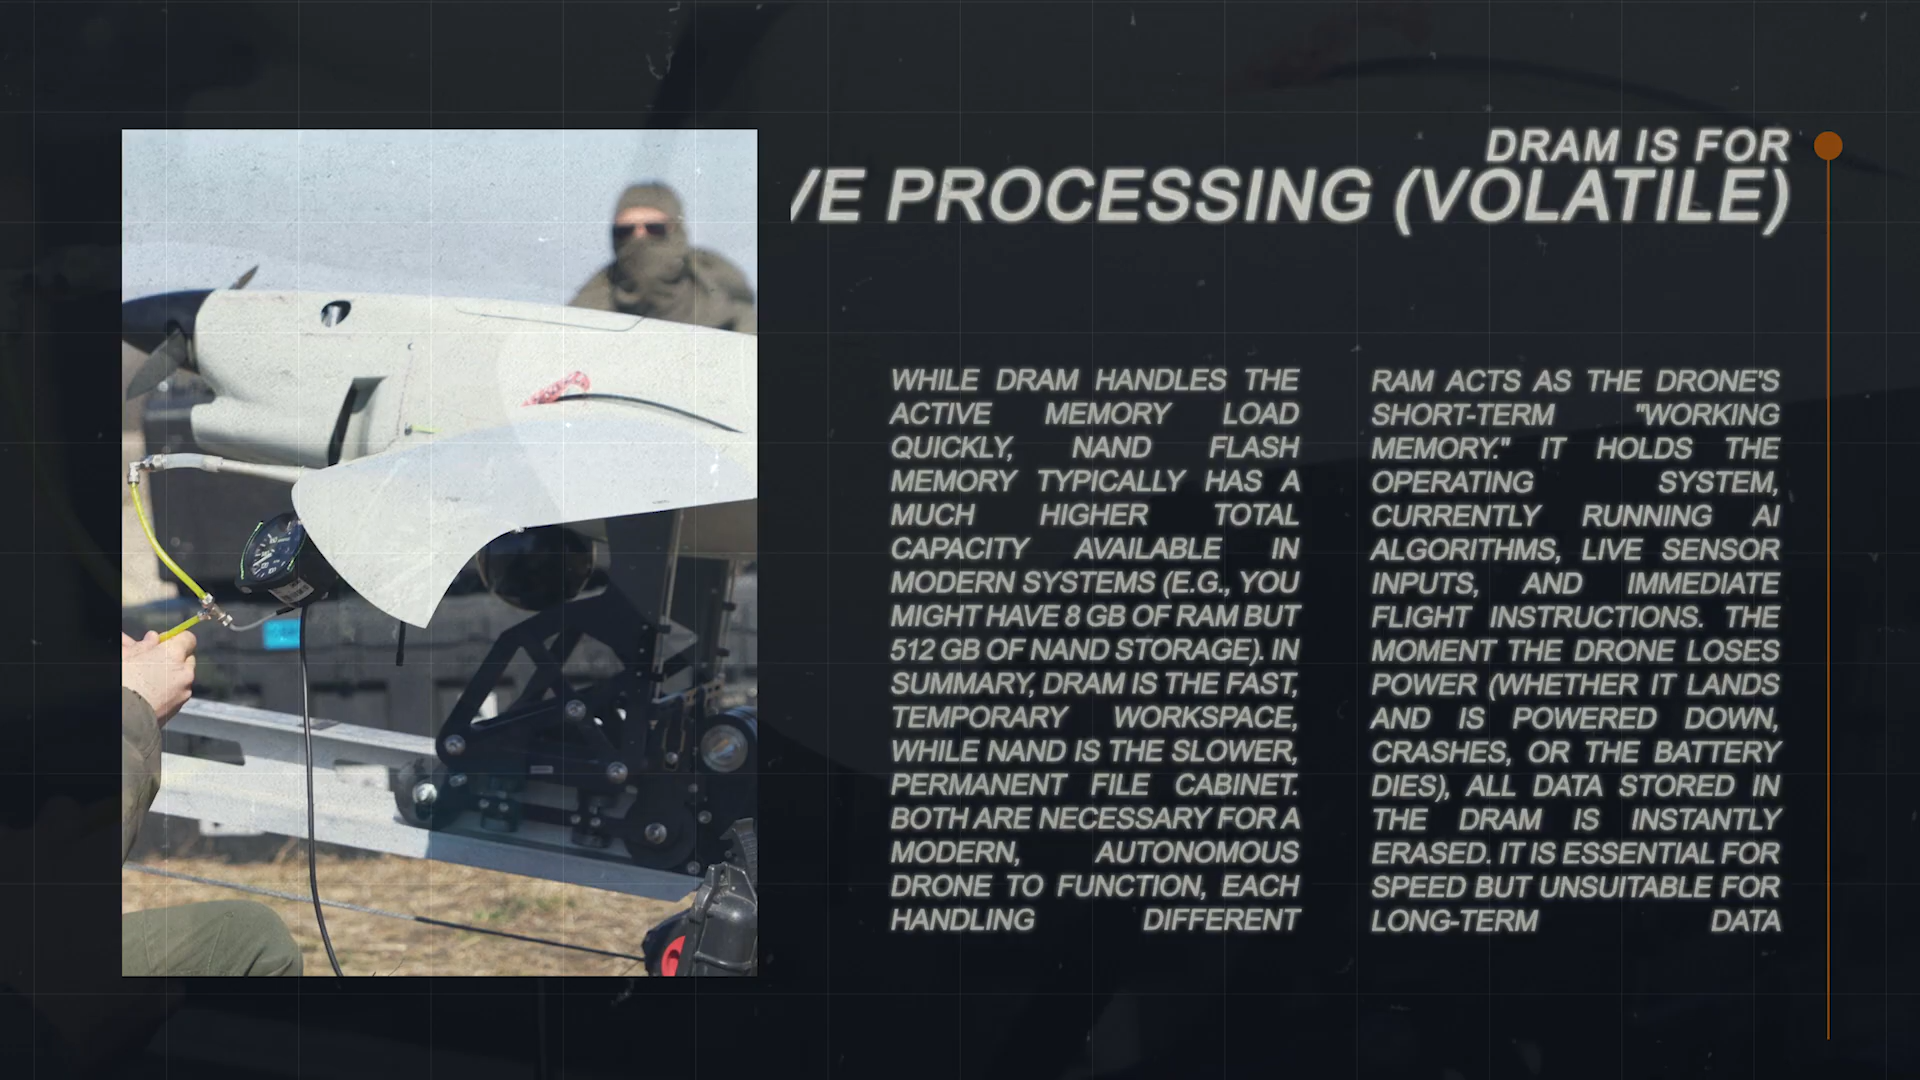 DRAM IS FOR
VE PROCESSING (VOLATILE)
WHILE DRAM HANDLES THE
ACTIVE MEMORY LOAD
QUICKLY, NAND FLASH
MEMORY TYPICALLY HAS A
MUCH HIGHER TOTAL
CAPACITY AVAILABLE IN
MODERN SYSTEMS (E.G., YOU
MIGHT HAVE 8 GB OF RAM BUT
512 GB OF NAND STORAGE). IN
SUMMARY, DRAM IS THE FAST,
TEMPORARY WORKSPACE,
WHILE NAND IS THE SLOWER,
PERMANENT FILE CABINET.
BOTH ARE NECESSARY FOR A
MODERN, AUTONOMOUS
DRONE TO FUNCTION, EACH
HANDLING DIFFERENT
RAM ACTS AS THE DRONE'S
SHORT-TERM "WORKING
MEMORY." IT HOLDS THE
OPERATING SYSTEM,
CURRENTLY RUNNING AI
ALGORITHMS, LIVE SENSOR
INPUTS, AND IMMEDIATE
FLIGHT INSTRUCTIONS. THE
MOMENT THE DRONE LOSES
POWER (WHETHER IT LANDS
AND IS POWERED DOWN,
CRASHES, OR THE BATTERY
DIES), ALL DATA STORED IN
THE DRAM IS INSTANTLY
ERASED. IT IS ESSENTIAL FOR
SPEED BUT UNSUITABLE FOR
LONG-TERM DATA